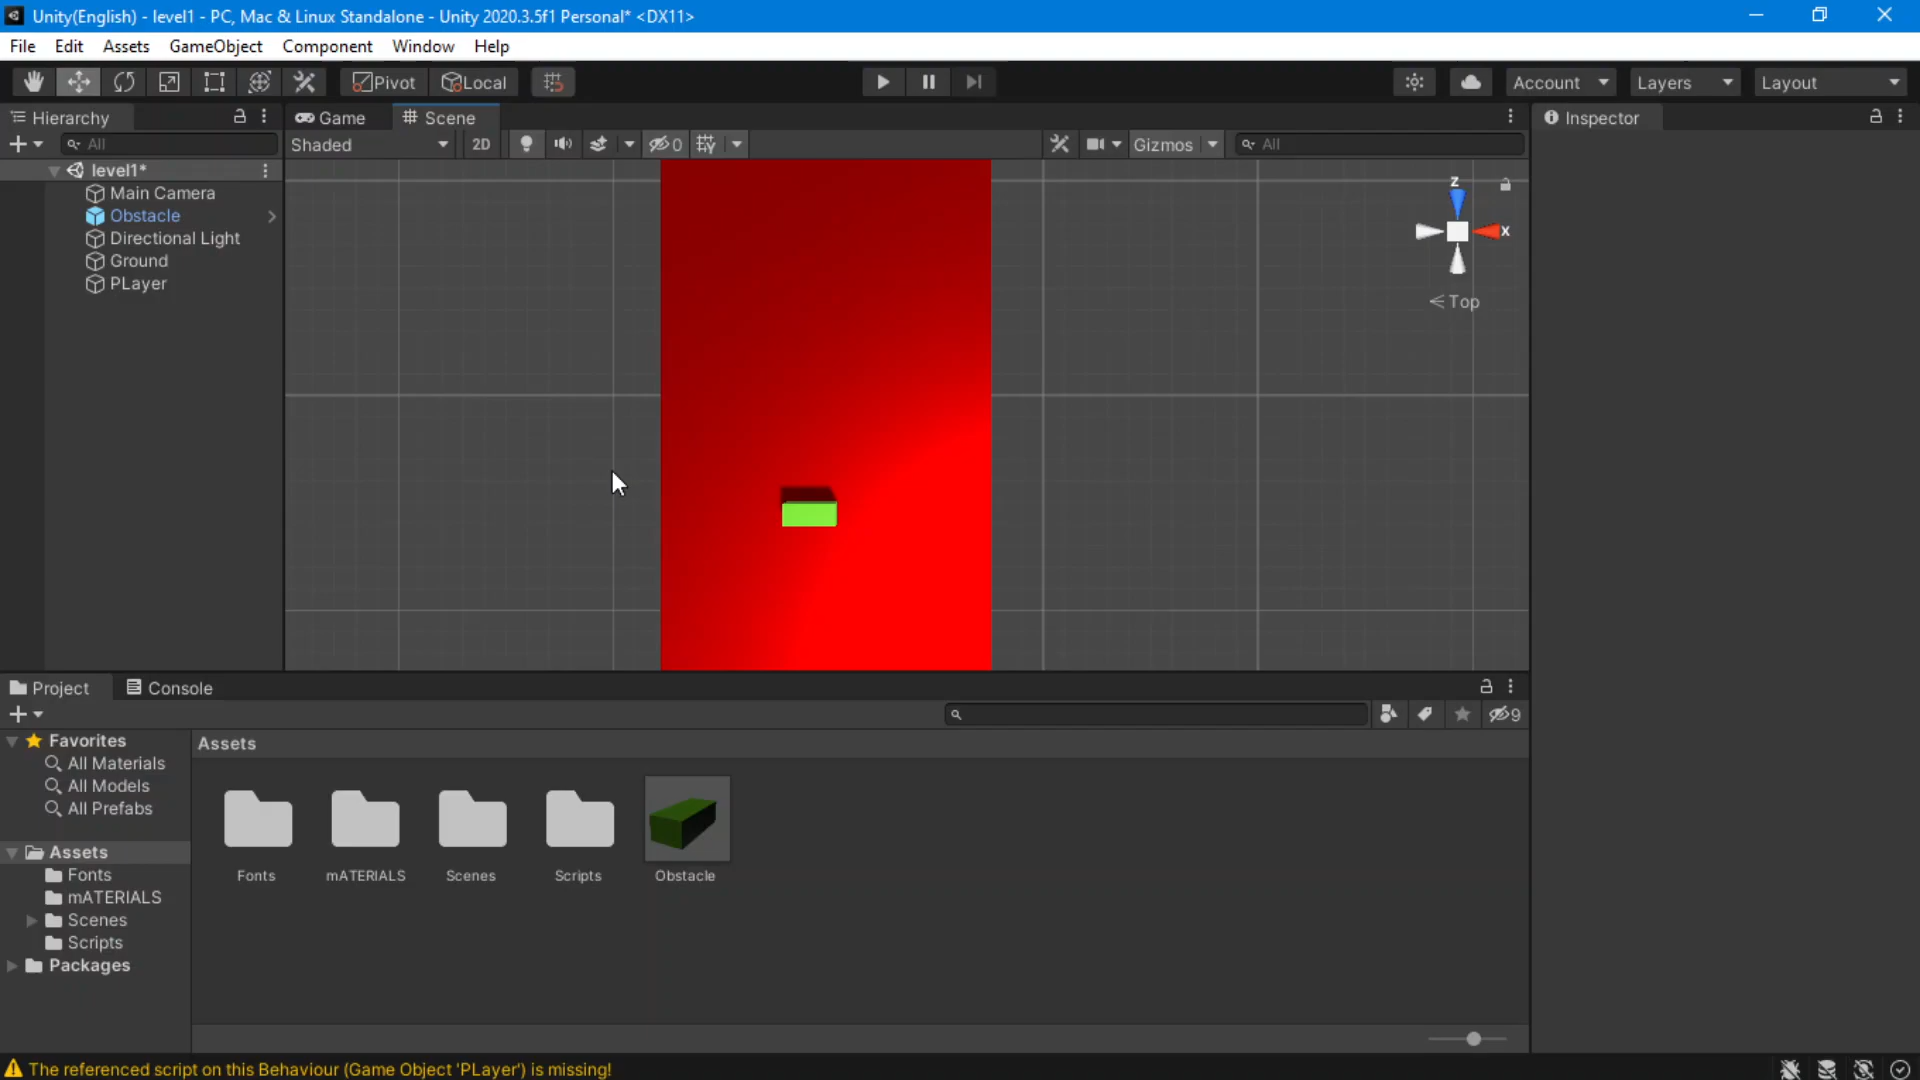 Unity(English) - level1 - PC, Mac & Linux Standalone - Unity 2020.3.5f1 Personal* <DX11>
File Edit Assets GameObject Component Window Help
Pivot Local Account Layers Layout
Hierarchy Game Scene Inspector
All Shaded 2D 0 Gizmos All
level1*
Main Camera
Obstacle
Directional Light
Ground
PLayer
z
x
Top
Project Console
9
Favorites
All Materials
All Models
All Prefabs
Assets
Fonts
mATERIALS
Scenes
Scripts
Packages
Assets
Fonts mATERIALS Scenes Scripts Obstacle
The referenced script on this Behaviour (Game Object 'PLayer') is missing!